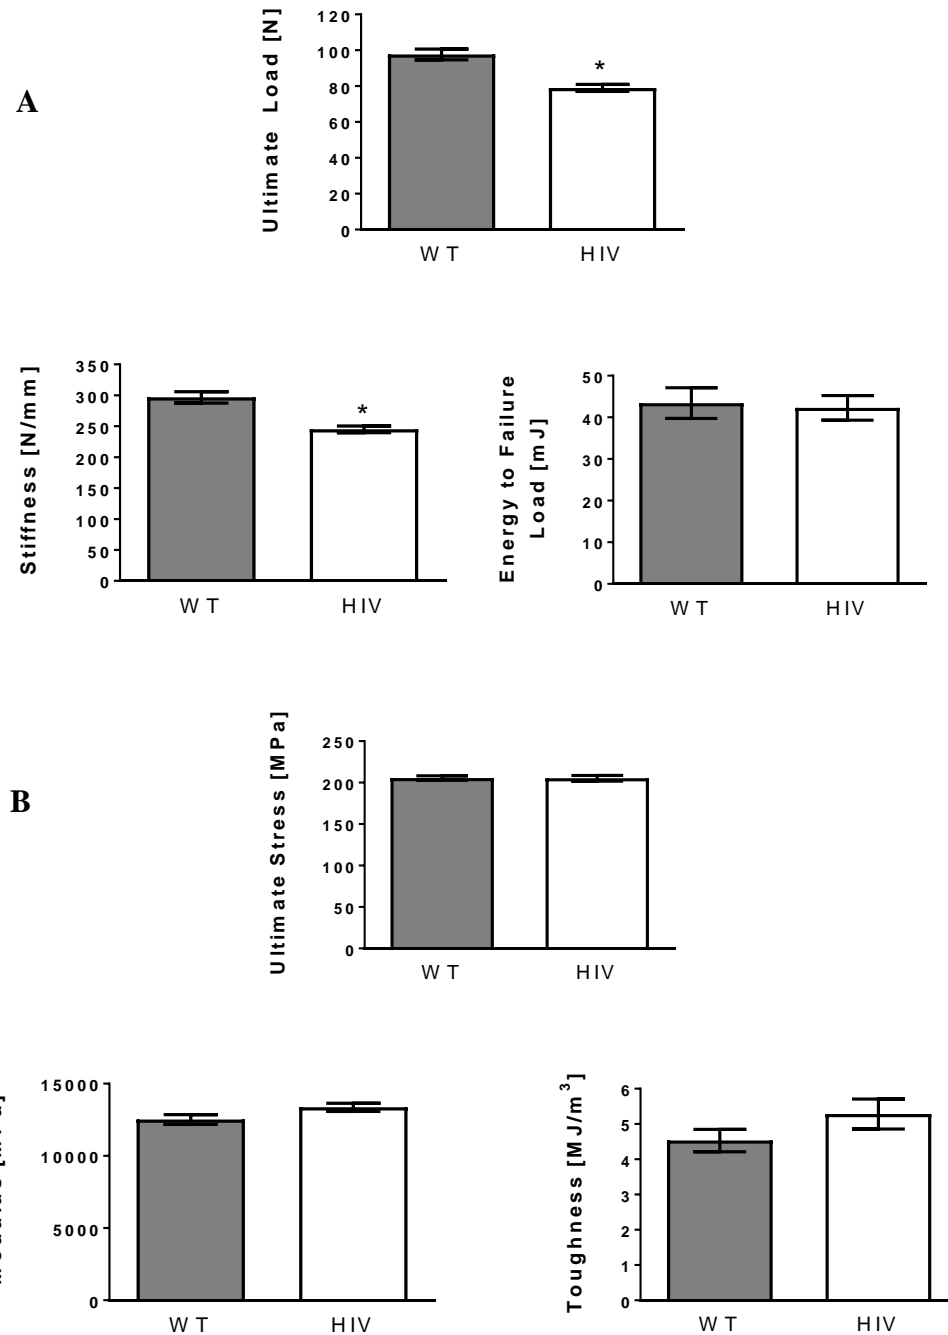 A
Ultimate Load [N]
120
100
80
60
40
20
0
*
WT
HIV
Stiffness [N/mm]
350
300
250
200
150
100
50
0
*
WT
HIV
Energy to Failure
Load [mJ]
50
40
30
20
10
0
WT
HIV
B
Ultimate Stress [MPa]
250
200
150
100
50
0
WT
HIV
15000
10000
5000
0
WT
HIV
Toughness [MJ/m³]
6
5
4
3
2
1
0
WT
HIV